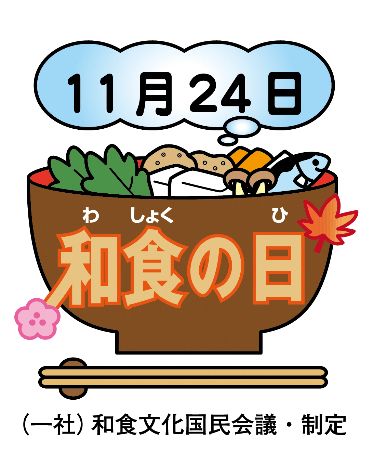 11月24日
わ しょく ひ
和食の日
（一社）和食文化国民会議・制定